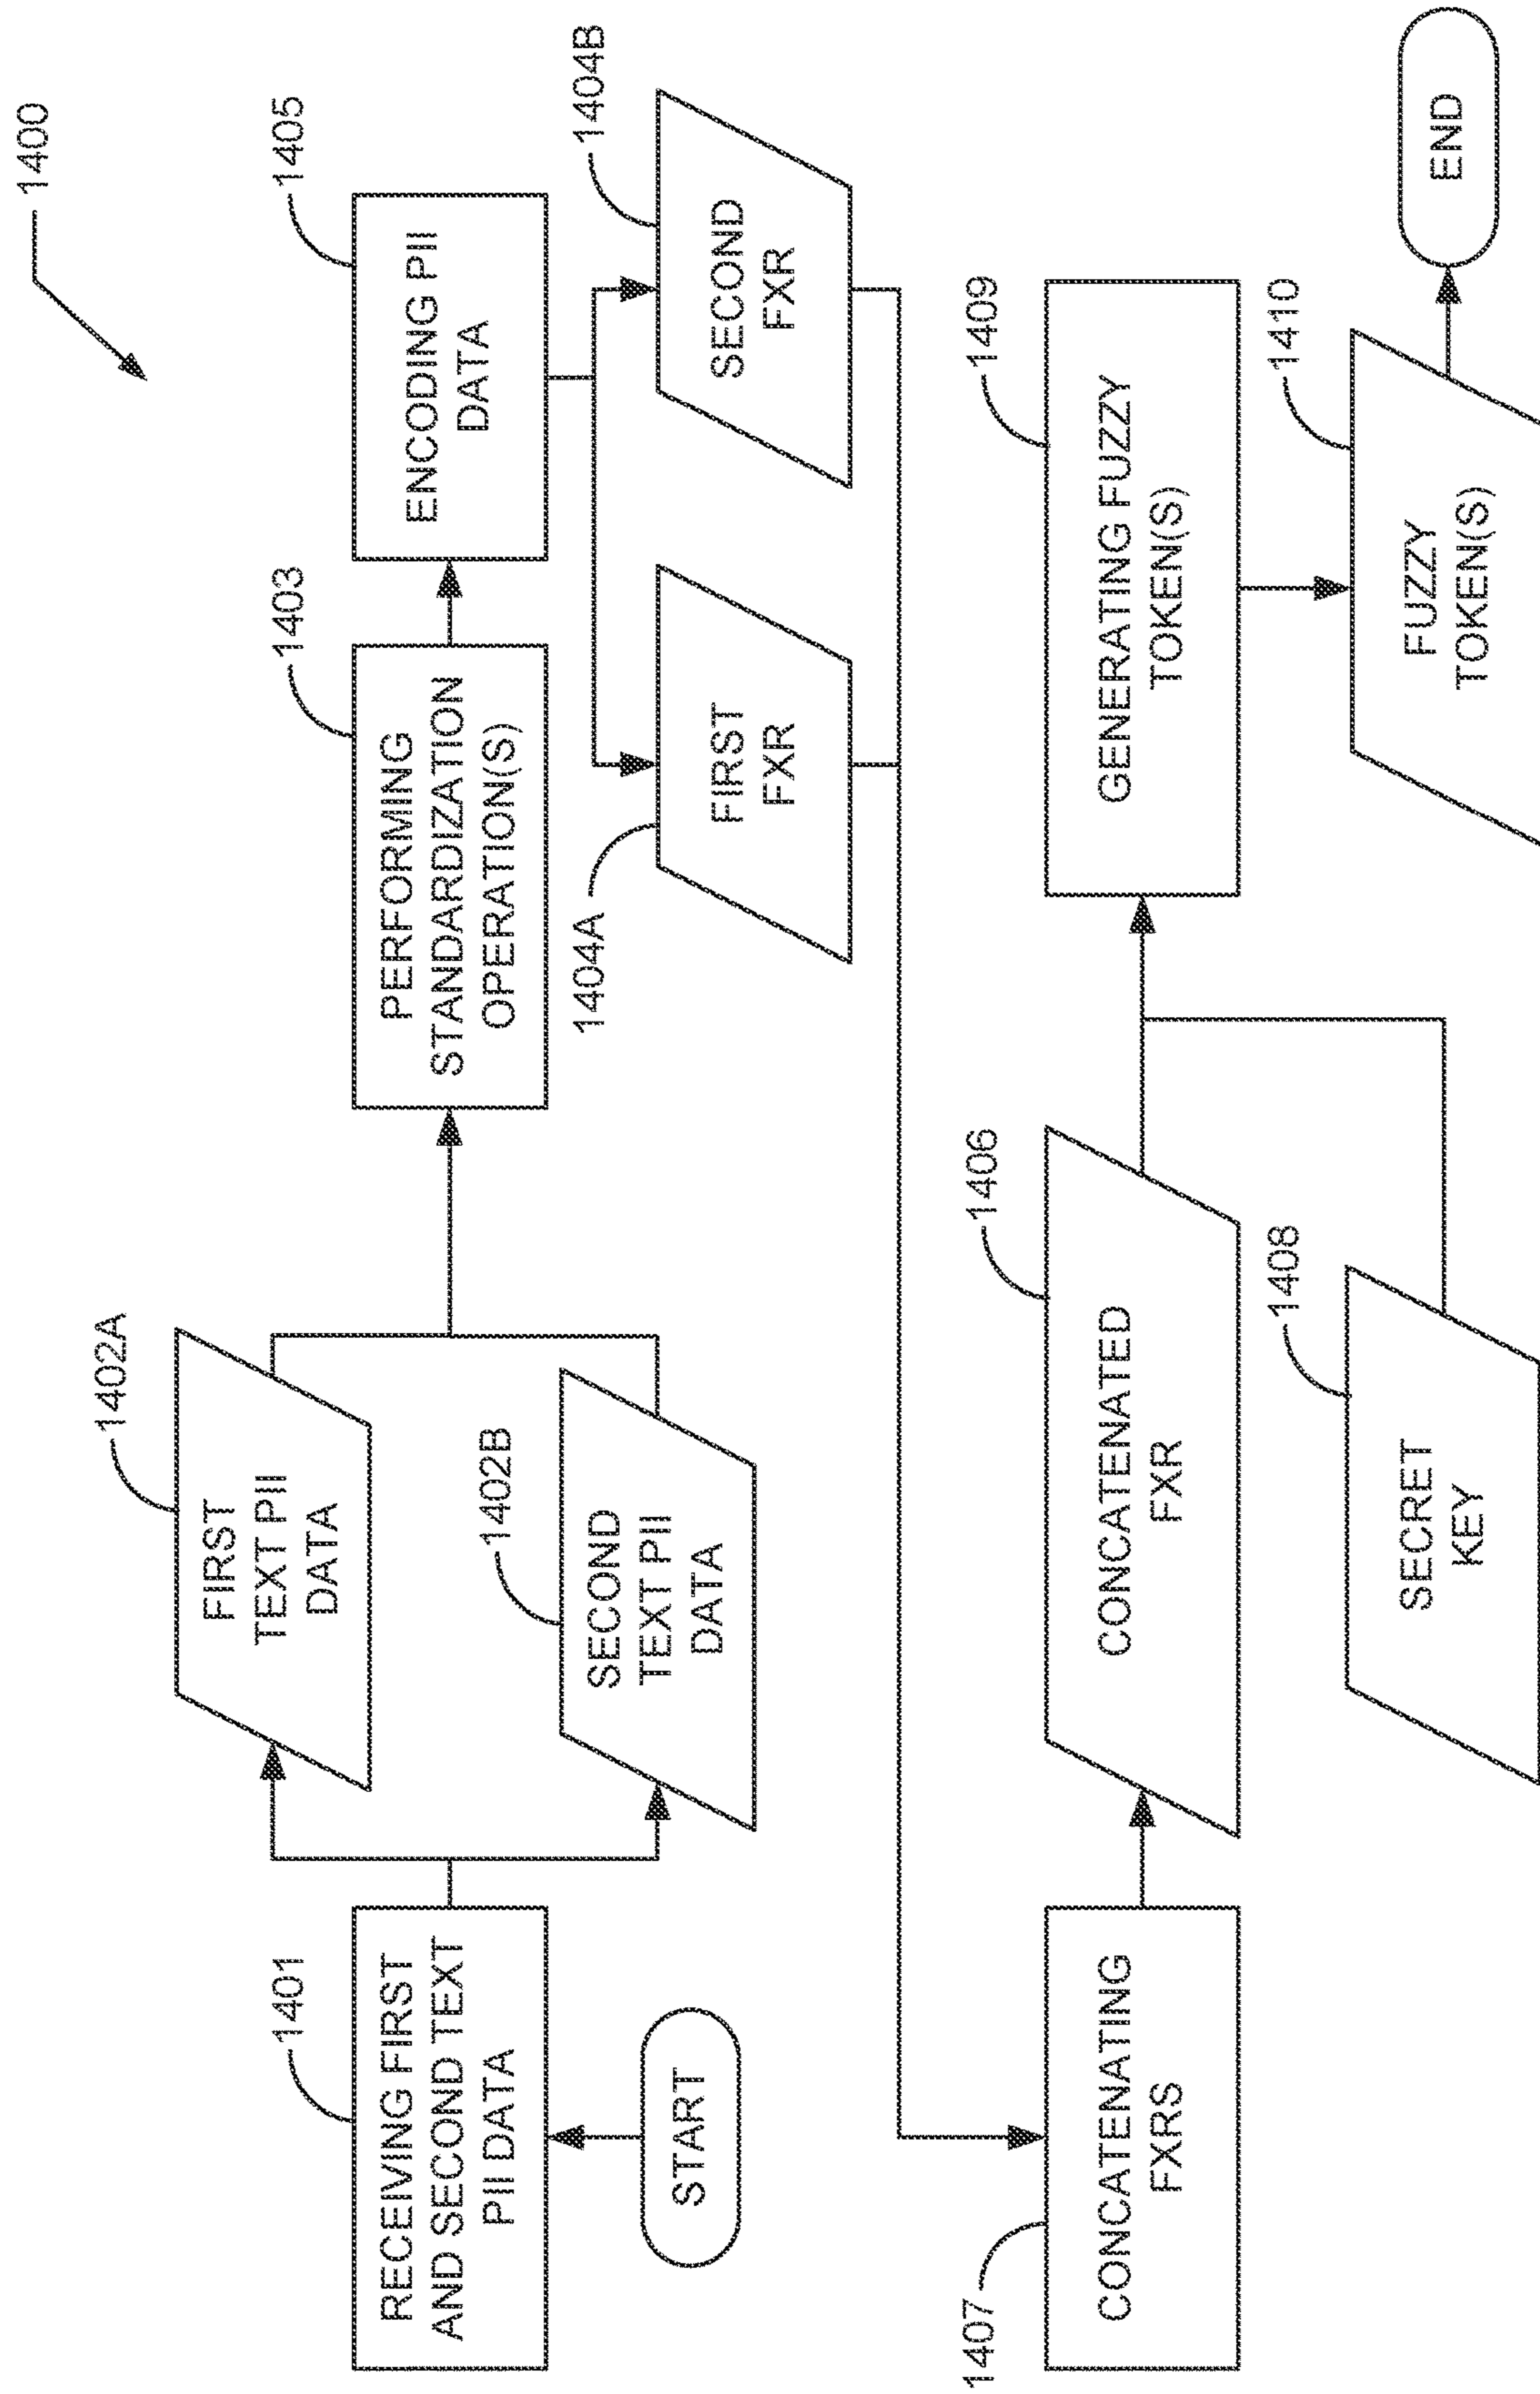 1400
1401
RECEIVING FIRST
AND SECOND TEXT
PII DATA
START
1402A
FIRST
TEXT PII
DATA
1402B
SECOND
TEXT PII
DATA
1403
PERFORMING
STANDARDIZATION
OPERATION(S)
1405
ENCODING PII
DATA
1404A
FIRST
FXR
1404B
SECOND
FXR
1407
CONCATENATING
FXRS
1406
CONCATENATED
FXR
1408
SECRET
KEY
1409
GENERATING FUZZY
TOKEN(S)
1410
FUZZY
TOKEN(S)
END